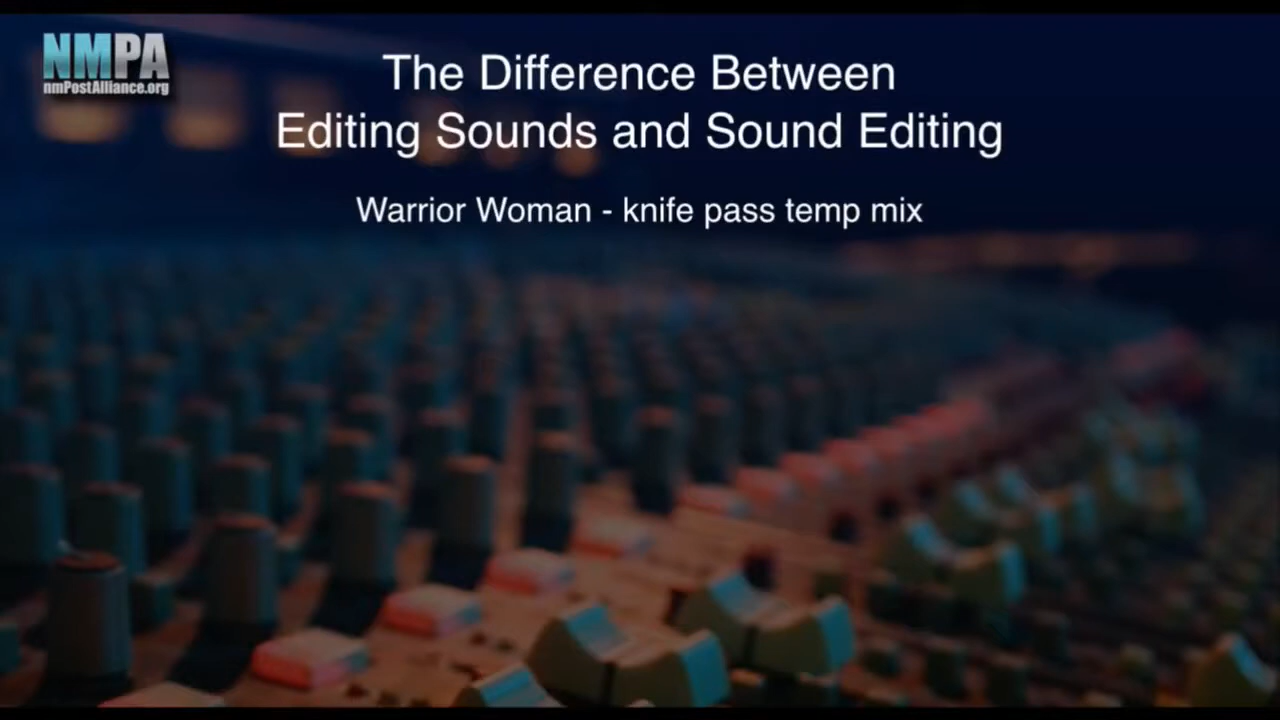 NMPA
nmPostAlliance.org
The Difference Between
Editing Sounds and Sound Editing
Warrior Woman - knife pass temp mix